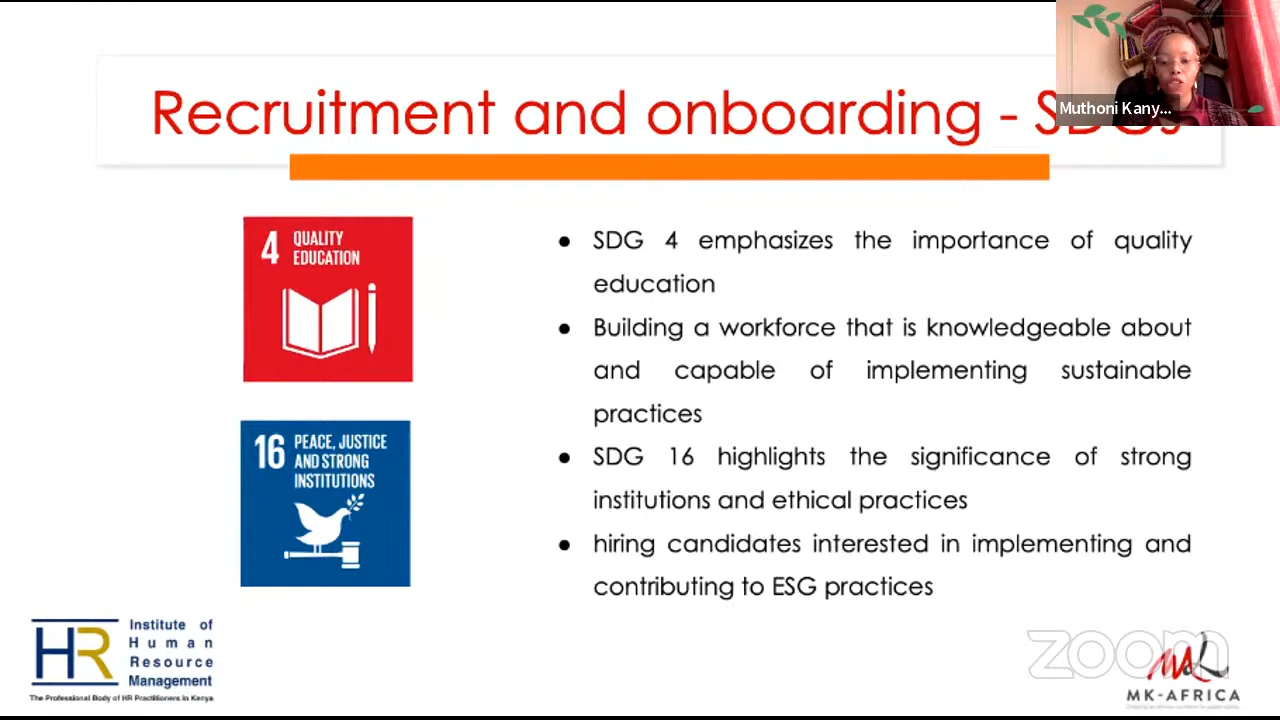 Recruitment and onboarding - SDGs
Muthoni Kany...
4 QUALITY
EDUCATION
● SDG 4 emphasizes the importance of quality
education
● Building a workforce that is knowledgeable about
and capable of implementing sustainable
practices
16 PEACE, JUSTICE
AND STRONG
INSTITUTIONS
● SDG 16 highlights the significance of strong
institutions and ethical practices
● hiring candidates interested in implementing and
contributing to ESG practices
HR
Institute of
Human
Resource
Management
The Professional Body of HR Practitioners in Kenya
zoom
MK-AFRICA